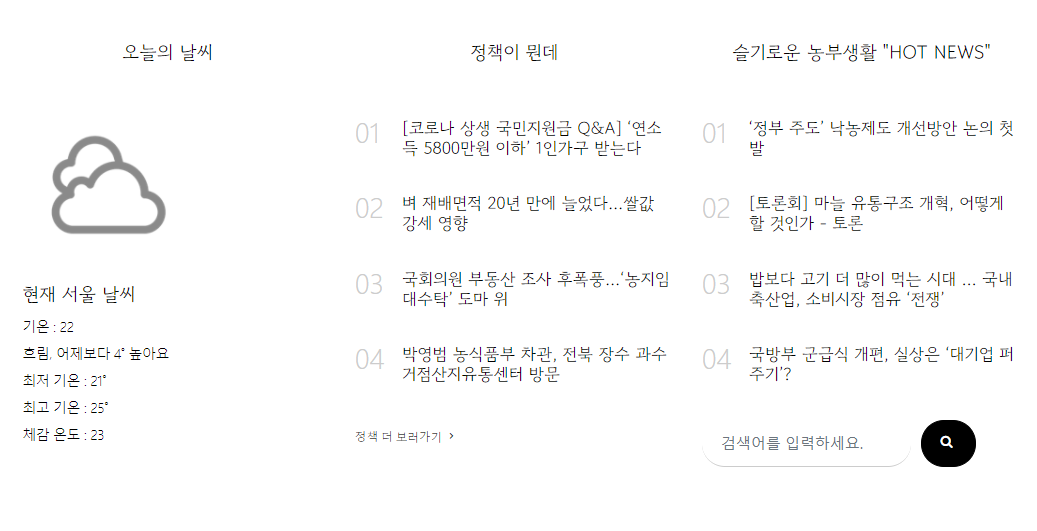 오늘의 날씨
현재 서울 날씨
기온 : 22
흐림, 어제보다 4° 높아요
최저 기온 : 21°
최고 기온 : 25°
체감 온도 : 23
정책이 뭔데
01 [코로나 상생 국민지원금 Q&A] ‘연소
득 5800만원 이하’ 1인가구 받는다
02 벼 재배면적 20년 만에 늘었다…쌀값
강세 영향
03 국회의원 부동산 조사 후폭풍…‘농지임
대수탁’ 도마 위
04 박영범 농식품부 차관, 전북 장수 과수
거점산지유통센터 방문
정책 더 보러가기 >
슬기로운 농부생활 "HOT NEWS"
01 ‘정부 주도’ 낙농제도 개선방안 논의 첫
발
02 [토론회] 마늘 유통구조 개혁, 어떻게
할 것인가 - 토론
03 밥보다 고기 더 많이 먹는 시대 … 국내
축산업, 소비시장 점유 ‘전쟁’
04 국방부 군급식 개편, 실상은 ‘대기업 퍼
주기’?
검색어를 입력하세요.